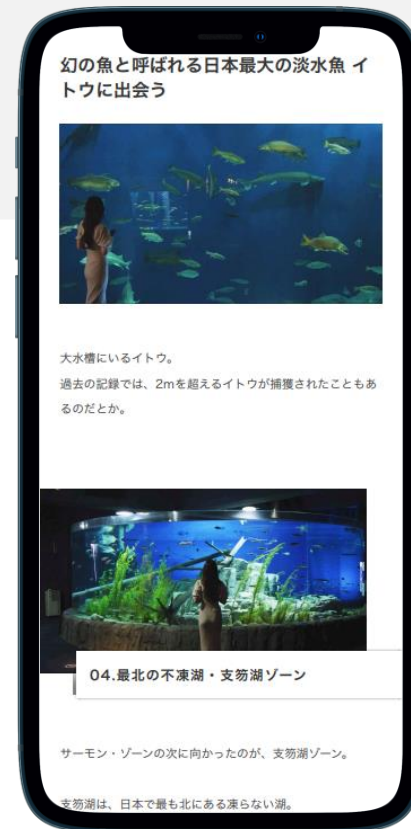 幻の魚と呼ばれる日本最大の淡水魚 イ
トウに出会う
大水槽にいるイトウ。
過去の記録では、2mを超えるイトウが捕獲されたこともあ
るのだとか。
04.最北の不凍湖・支笏湖ゾーン
サーモン・ゾーンの次に向かったのが、支笏湖ゾーン。
支笏湖は、日本で最も北にある凍らない湖。